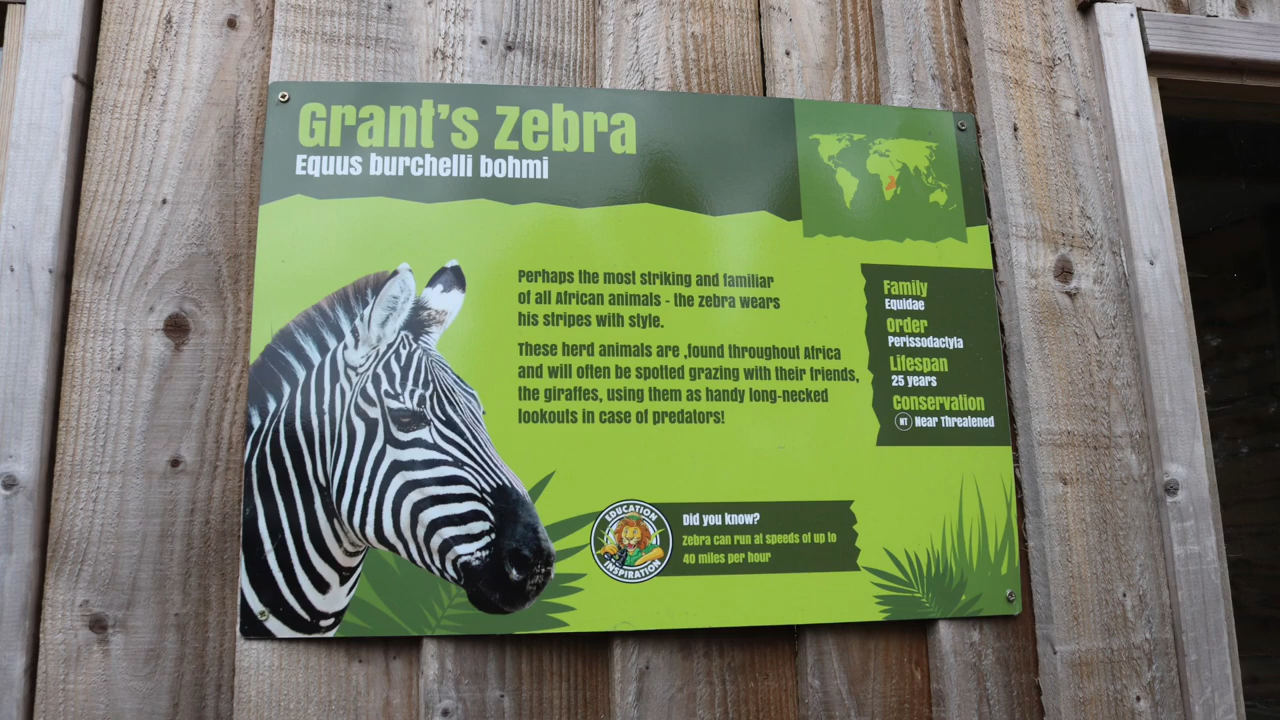 Grant's Zebra
Equus burchelli bohmi
Perhaps the most striking and familiar
of all African animals - the zebra wears
his stripes with style.
These herd animals are ,found throughout Africa
and will often be spotted grazing with their friends,
the giraffes, using them as handy long-necked
lookouts in case of predators!
Family
Equidae
Order
Perissodactyla
Lifespan
25 years
Conservation
NT Near Threatened
EDUCATION
INSPIRATION
Did you know?
Zebra can run at speeds of up to
40 miles per hour